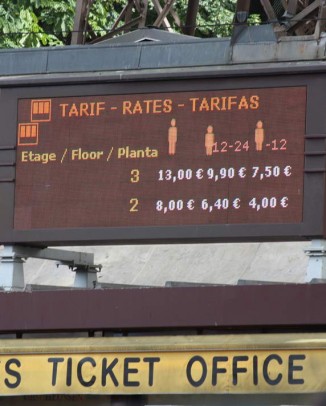 TARIF - RATES - TARIFAS
12-24 -12
Etage / Floor / Planta
3 13,00 € 9,90 € 7,50 €
2 8,00 € 6,40 € 4,00 €
S TICKET OFFICE